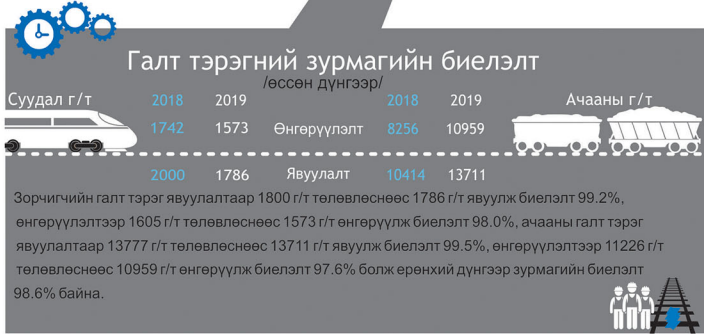 Галт тэрэгний зурмагийн биелэлт
/өссөн дүнгээр/
Суудал г/т 2018 2019 2018 2019 Ачааны г/т
1742 1573 Өнгөрүүлэлт 8256 10959
2000 1786 Явуулалт 10414 13711
Зорчигчийн галт тэрэг явуулалтаар 1800 г/т төлөвлөснөөс 1786 г/т явуулж биелэлт 99.2%,
өнгөрүүлэлтээр 1605 г/т төлөвлөснөөс 1573 г/т өнгөрүүлж биелэлт 98.0%, ачааны галт тэрэг
явуулалтаар 13777 г/т төлөвлөснөөс 13711 г/т явуулж биелэлт 99.5%, өнгөрүүлэлтээр 11226 г/т
төлөвлөснөөс 10959 г/т өнгөрүүлж биелэлт 97.6% болж ерөнхий дүнгээр зурмагийн биелэлт
98.6% байна.